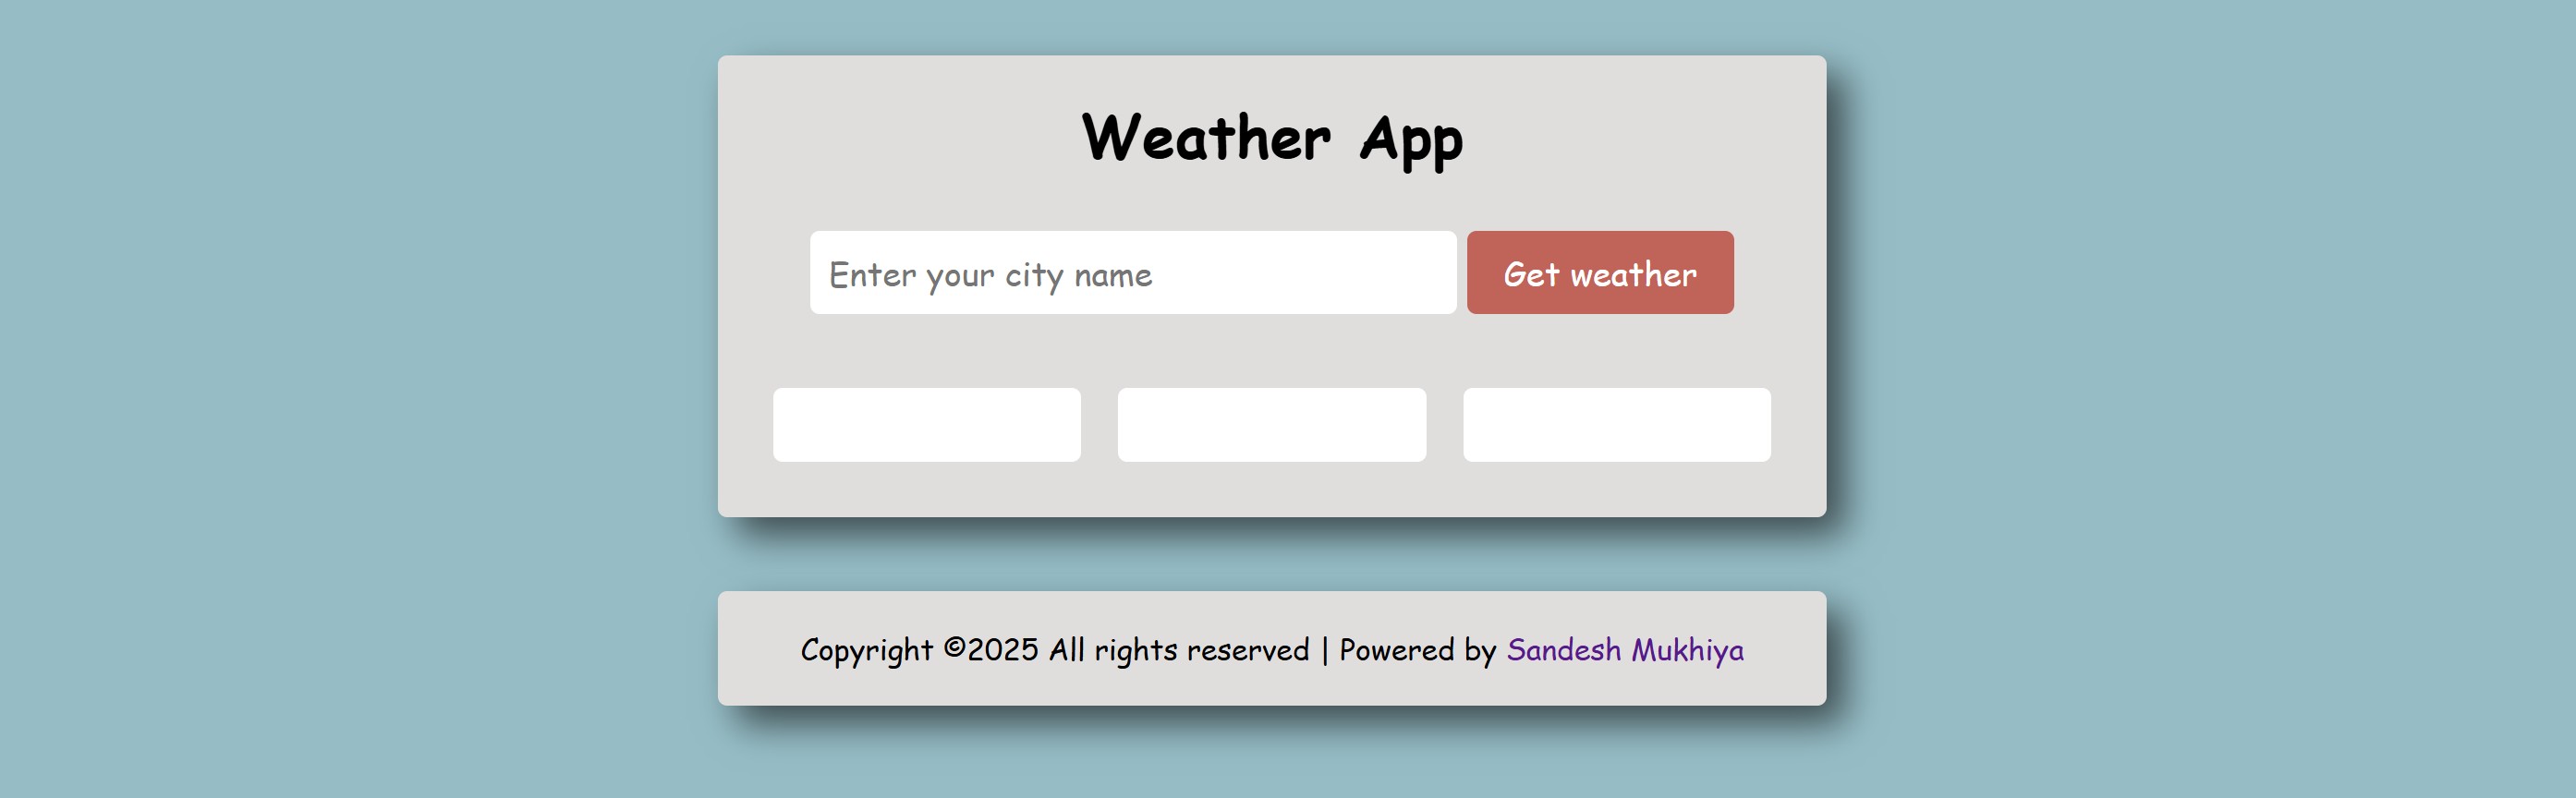 Weather App
Enter your city name
Get weather
Copyright ©2025 All rights reserved | Powered by Sandesh Mukhiya